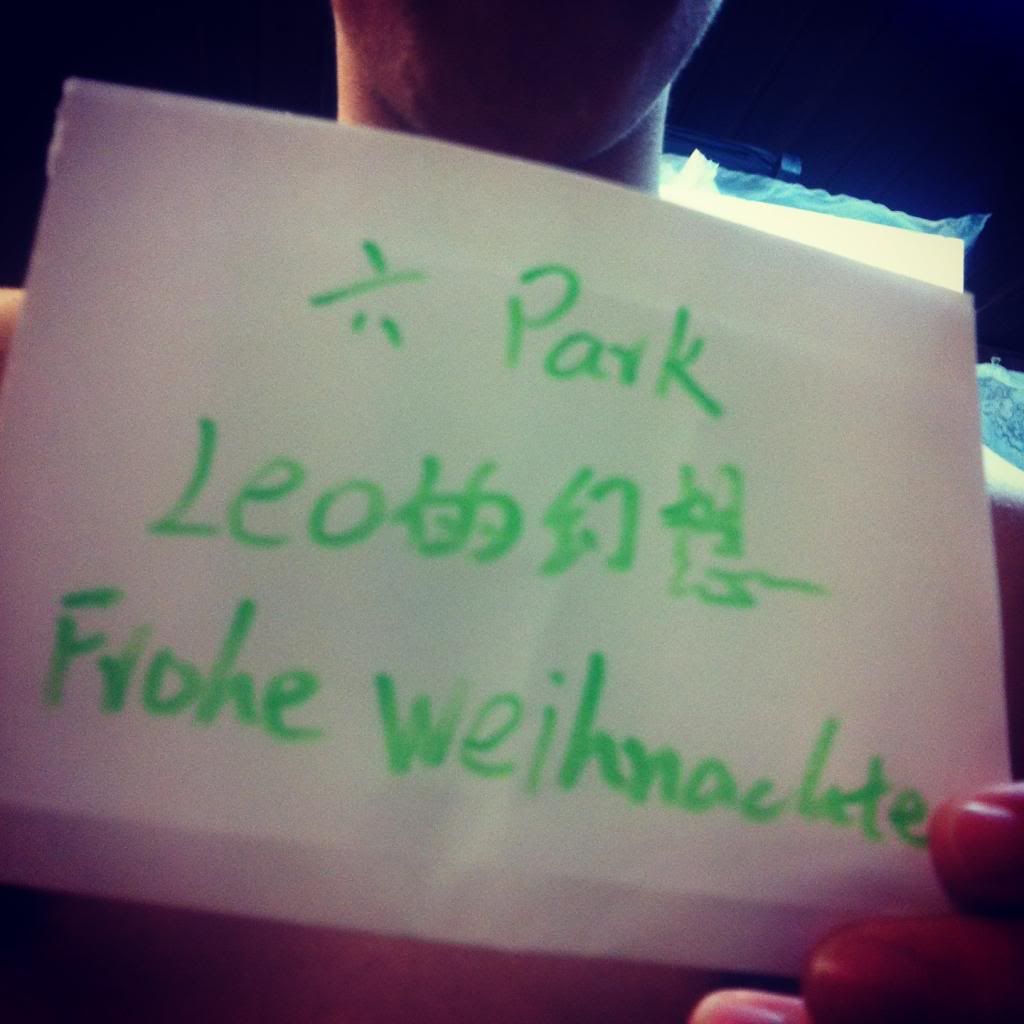 六 Park
Leo的幻想
Frohe Weihnachte